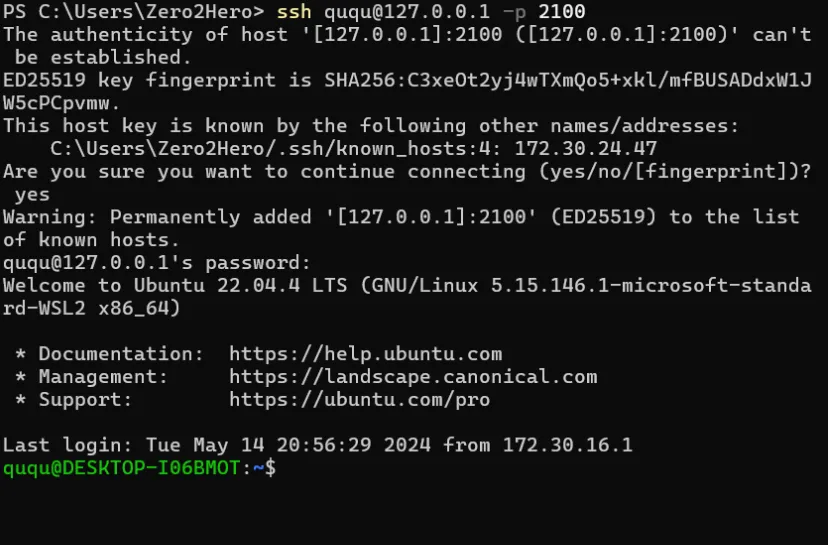 PS C:\Users\Zero2Hero> ssh ququ@127.0.0.1 -p 2100
The authenticity of host '[127.0.0.1]:2100 ([127.0.0.1]:2100)' can't
 be established.
ED25519 key fingerprint is SHA256:C3xeOt2yj4wTXmQo5+xkl/mfBUSADdxW1J
W5cPCpvmw.
This host key is known by the following other names/addresses:
    C:\Users\Zero2Hero/.ssh/known_hosts:4: 172.30.24.47
Are you sure you want to continue connecting (yes/no/[fingerprint])?
 yes
Warning: Permanently added '[127.0.0.1]:2100' (ED25519) to the list
of known hosts.
ququ@127.0.0.1's password:
Welcome to Ubuntu 22.04.4 LTS (GNU/Linux 5.15.146.1-microsoft-standa
rd-WSL2 x86_64)

 * Documentation:  https://help.ubuntu.com
 * Management:     https://landscape.canonical.com
 * Support:        https://ubuntu.com/pro

Last login: Tue May 14 20:56:29 2024 from 172.30.16.1
ququ@DESKTOP-I06BMOT:~$